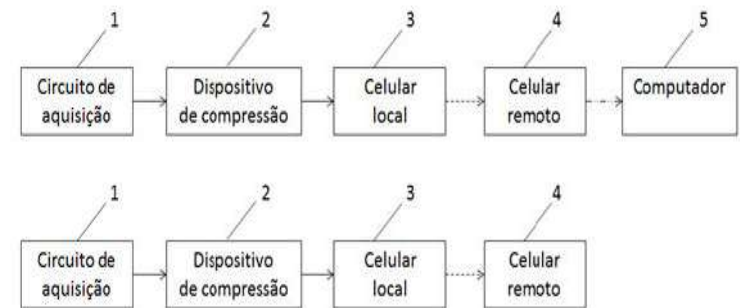 1 2 3 4 5
Circuito de aquisição
Dispositivo de compressão
Celular local
Celular remoto
Computador
1 2 3 4
Circuito de aquisição
Dispositivo de compressão
Celular local
Celular remoto